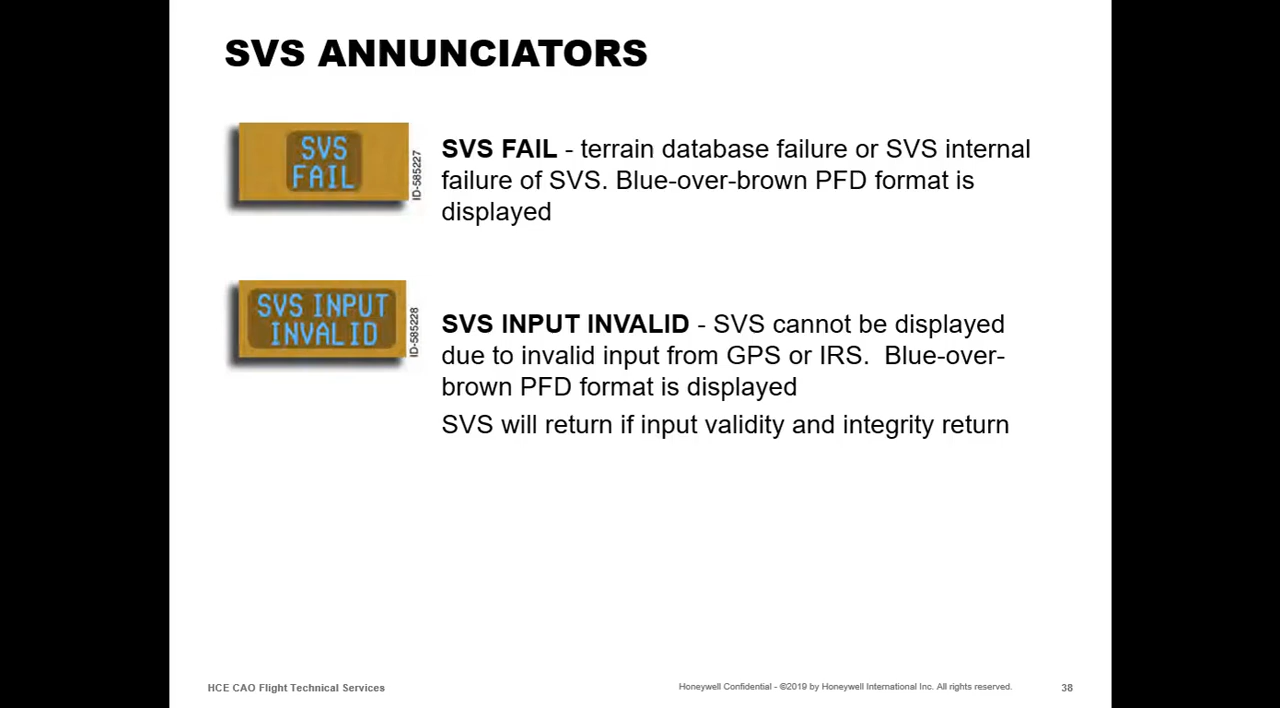 SVS ANNUNCIATORS
SVS
FAIL
ID-585227
SVS FAIL - terrain database failure or SVS internal
failure of SVS. Blue-over-brown PFD format is
displayed
SVS INPUT
INVALID
ID-585228
SVS INPUT INVALID - SVS cannot be displayed
due to invalid input from GPS or IRS.  Blue-over-
brown PFD format is displayed
SVS will return if input validity and integrity return
HCE CAO Flight Technical Services
Honeywell Confidential - ©2019 by Honeywell International Inc. All rights reserved.
38